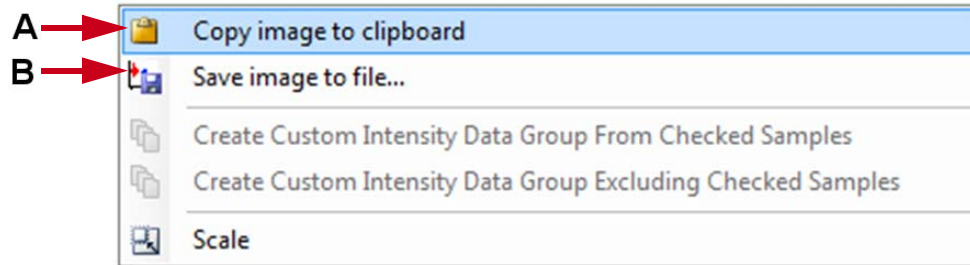 A Copy image to clipboard
B Save image to file...
Create Custom Intensity Data Group From Checked Samples
Create Custom Intensity Data Group Excluding Checked Samples
Scale